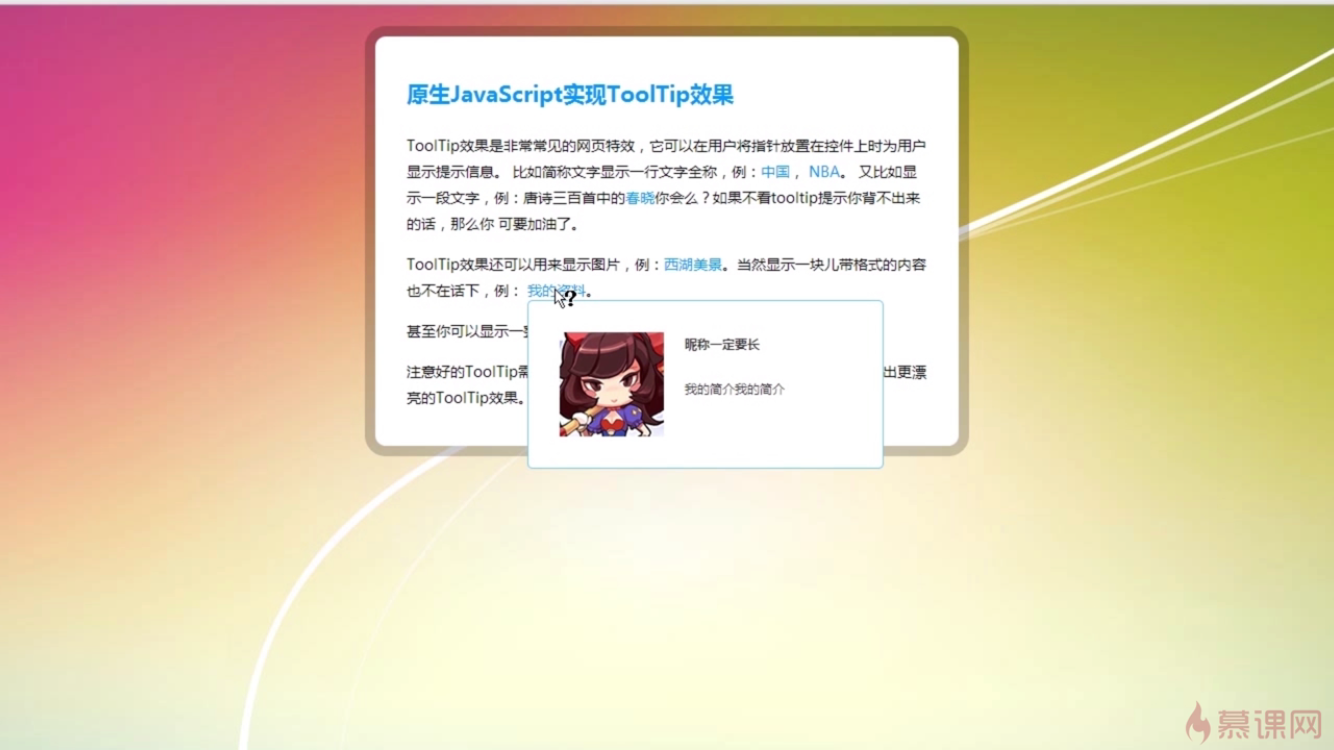 原生JavaScript实现ToolTip效果
ToolTip效果是非常常见的网页特效，它可以在用户将指针放置在控件上时为用户
显示提示信息。 比如简称文字显示一行文字全称，例：中国， NBA。 又比如显
示一段文字，例：唐诗三百首中的春晓你会么？如果不看tooltip提示你背不出来
的话，那么你 可要加油了。
ToolTip效果还可以用来显示图片，例：西湖美景。当然显示一块儿带格式的内容
也不在话下，例： 我的资料。
甚至你可以显示一
注意好的ToolTip需
出更漂
亮的ToolTip效果。
昵称一定要长
我的简介我的简介
慕课网